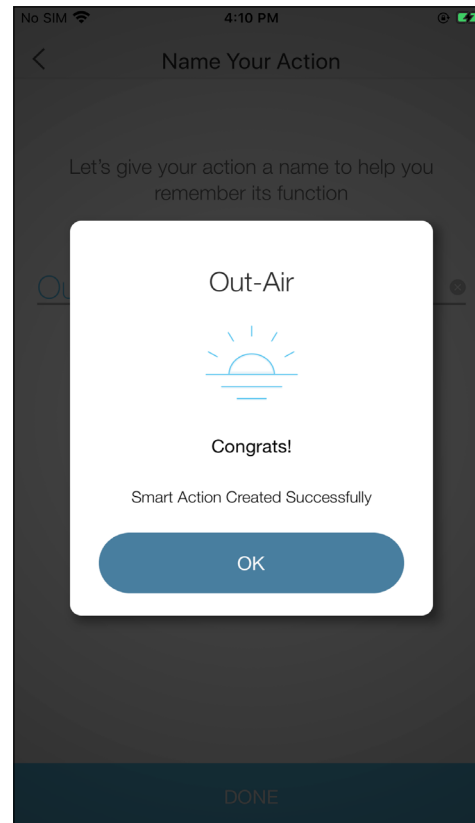 No SIM 4:10 PM
Name Your Action
Let's give your action a name to help you
remember its function
Ou
Out-Air
Congrats!
Smart Action Created Successfully
OK
DONE